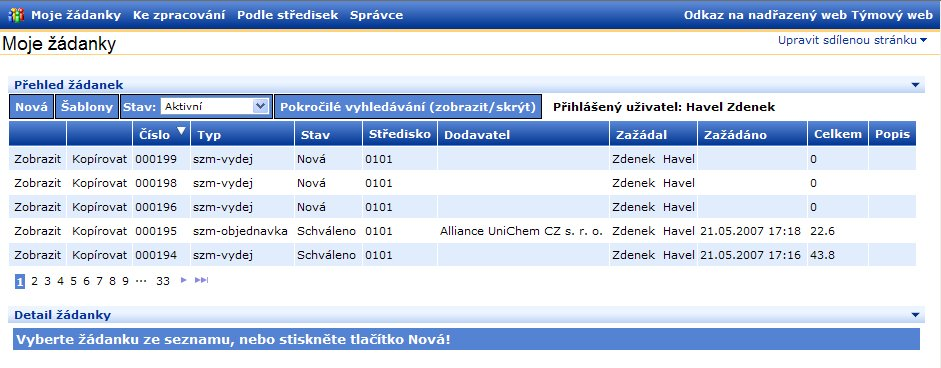 Moje žádanky Ke zpracování Podle středisek Správce Odkaz na nadřazený web Týmový web
Moje žádanky Upravit sdílenou stránku
Přehled žádanek
Nová Šablony Stav: Aktivní Pokročilé vyhledávání (zobrazit/skrýt) Přihlášený uživatel: Havel Zdenek
Číslo Typ Stav Středisko Dodavatel Zažádal Zažádáno Celkem Popis
Zobrazit Kopírovat 000199 szm-vydej Nová 0101 Zdenek Havel 0
Zobrazit Kopírovat 000198 szm-vydej Nová 0101 Zdenek Havel 0
Zobrazit Kopírovat 000196 szm-vydej Nová 0101 Zdenek Havel 0
Zobrazit Kopírovat 000195 szm-objednavka Schváleno 0101 Alliance UniChem CZ s. r. o. Zdenek Havel 21.05.2007 17:18 22.6
Zobrazit Kopírovat 000194 szm-vydej Schváleno 0101 Zdenek Havel 21.05.2007 17:16 43.8
1 2 3 4 5 6 7 8 9 ... 33
Detail žádanky
Vyberte žádanku ze seznamu, nebo stiskněte tlačítko Nová!